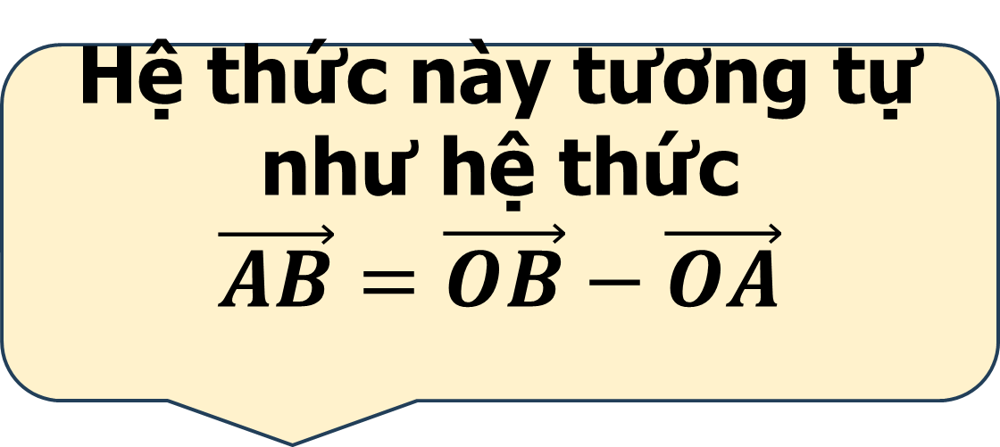 Hệ thức này tương tự
như hệ thức
$\overrightarrow{AB} = \overrightarrow{OB} - \overrightarrow{OA}$